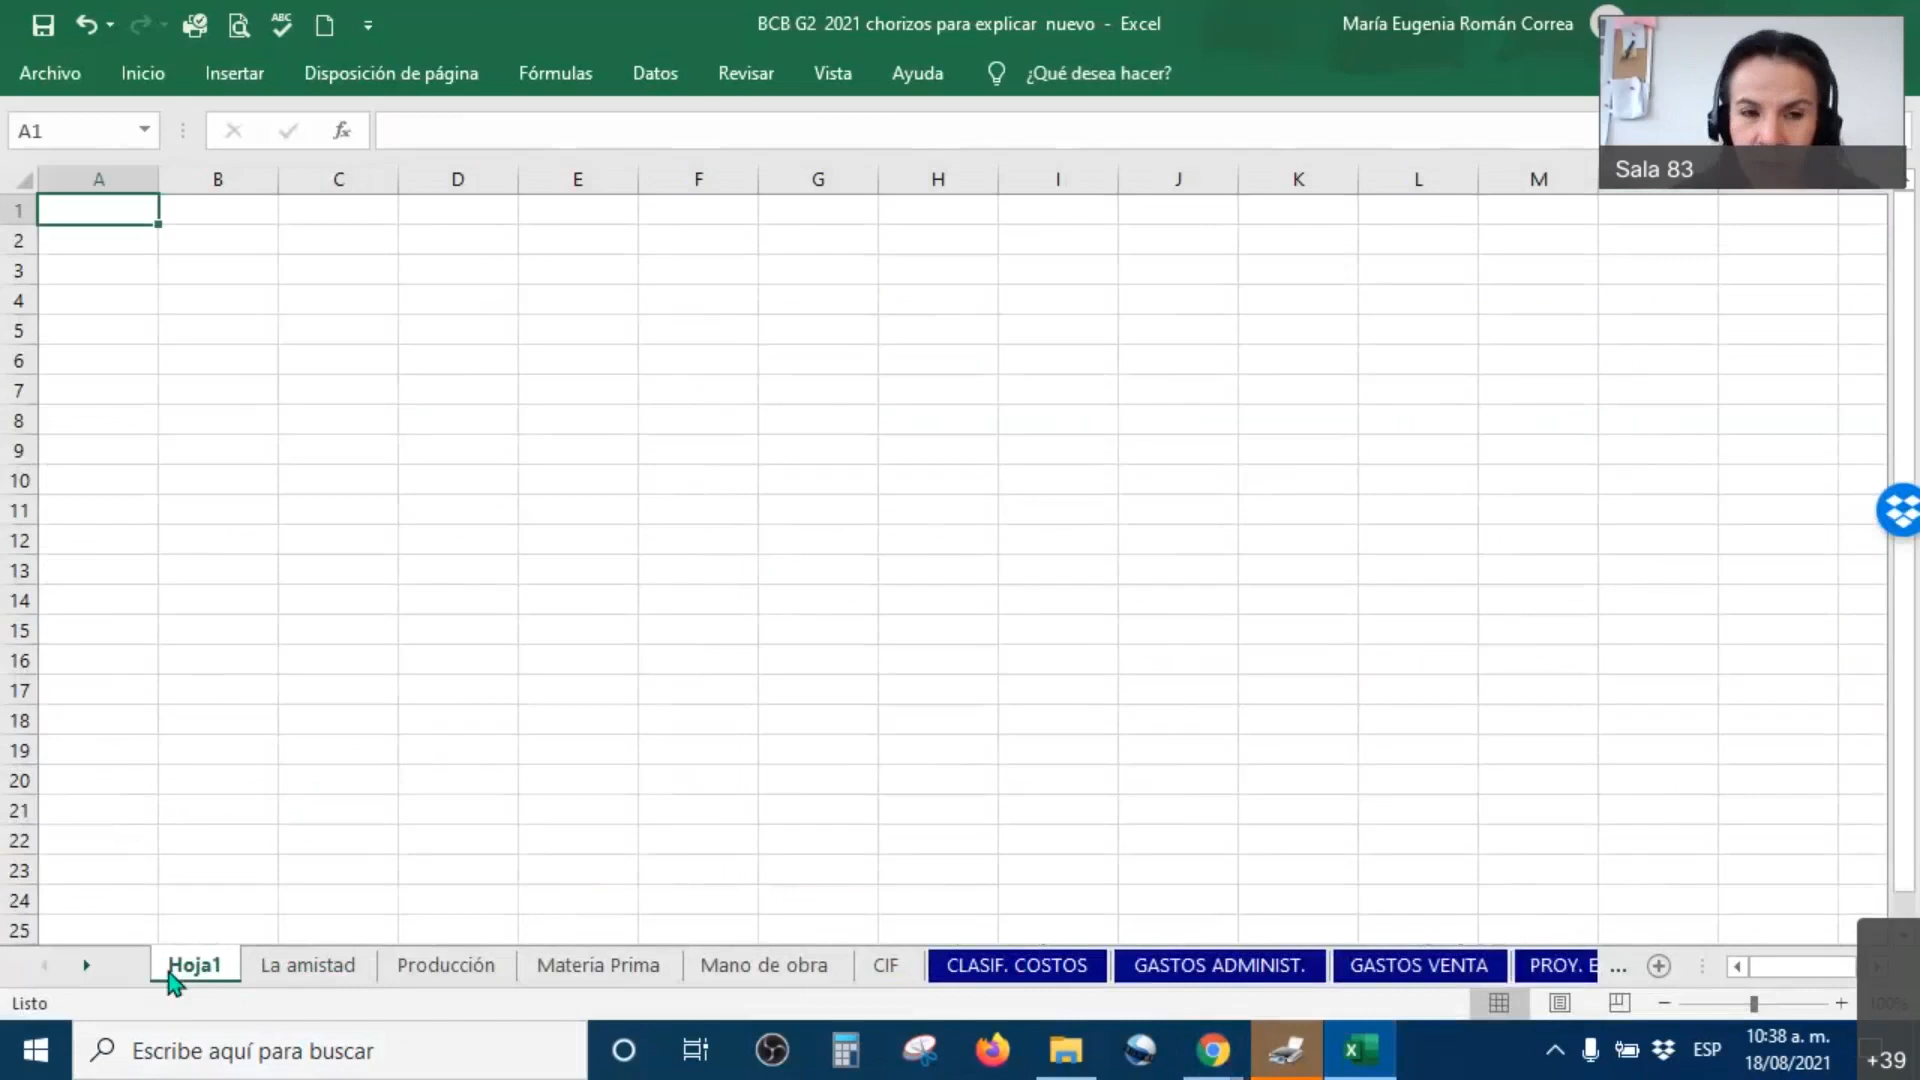 BCB G2  2021 chorizos para explicar  nuevo  -  Excel
María Eugenia Román Correa
ABC
Archivo
Inicio
Insertar
Disposición de página
Fórmulas
Datos
Revisar
Vista
Ayuda
¿Qué desea hacer?
A1
fx
Sala 83
A B C D E F G H I J K L M
1
2
3
4
5
6
7
8
9
10
11
12
13
14
15
16
17
18
19
20
21
22
23
24
25
Hoja1
La amistad
Producción
Materia Prima
Mano de obra
CIF
CLASIF. COSTOS
GASTOS ADMINIST.
GASTOS VENTA
PROY. E
...
Listo
100%
Escribe aquí para buscar
ESP
10:38 a. m.
18/08/2021
+39